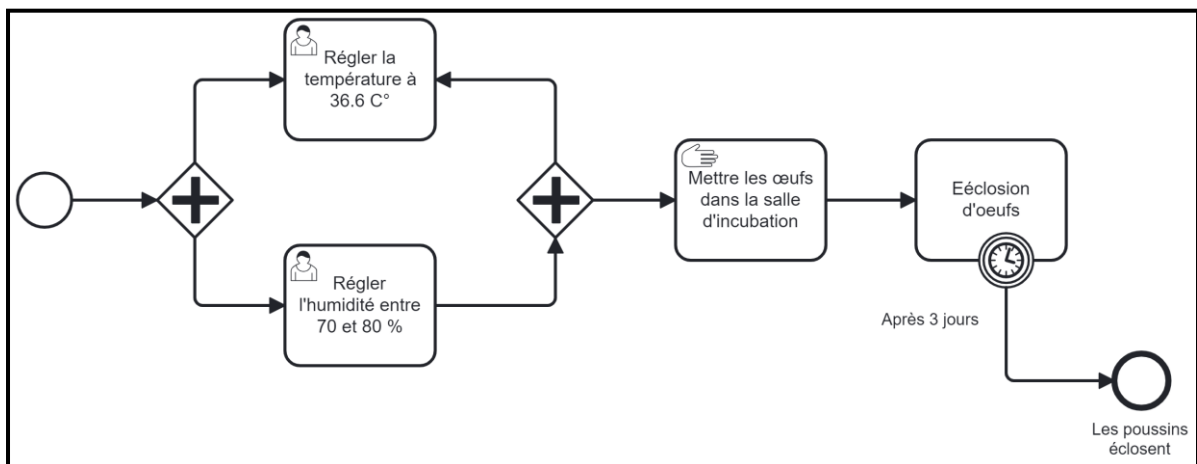 Régler la
température à
36.6 C°
Régler
l'humidité entre
70 et 80 %
Mettre les œufs
dans la salle
d'incubation
Eéclosion
d'oeufs
Après 3 jours
Les poussins
éclosent